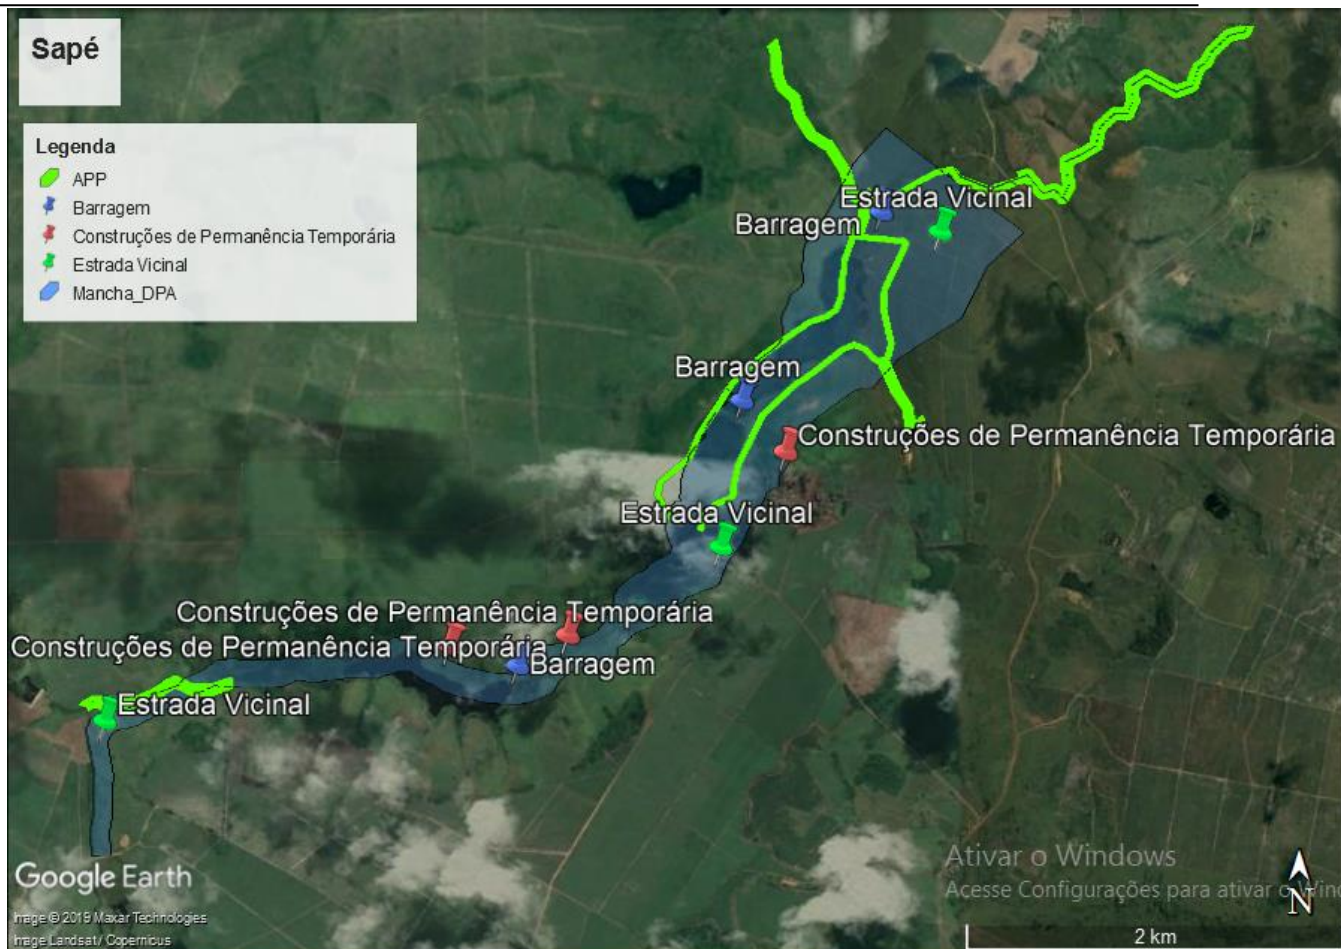 Sapé
Legenda
APP
Barragem
Construções de Permanência Temporária
Estrada Vicinal
Mancha_DPA
Estrada Vicinal
Barragem
Barragem
Construções de Permanência Temporária
Estrada Vicinal
Construções de Permanência Temporária
Construções de Permanência Temporária
Barragem
Estrada Vicinal
Ativar o Windows
Acesse Configurações para ativar o Win
Google Earth
Image © 2019 Maxar Technologies
Image Landsat / Copernicus
N
2 km